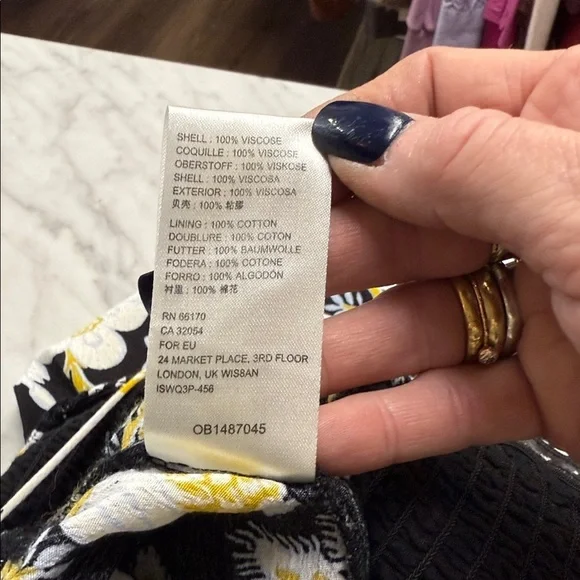 SHELL : 100% VISCOSE
COQUILLE : 100% VISCOSE
OBERSTOFF : 100% VISKOSE
SHELL : 100% VISCOSA
EXTERIOR : 100% VISCOSA
贝壳 : 100% 粘膠
LINING : 100% COTTON
DOUBLURE : 100% COTON
FUTTER : 100% BAUMWOLLE
FODERA : 100% COTONE
FORRO : 100% ALGODÓN
衬里 : 100% 棉花
RN 66170
CA 32054
FOR EU
24 MARKET PLACE, 3RD FLOOR
LONDON, UK WIS8AN
ISWQ3P-456
OB1487045